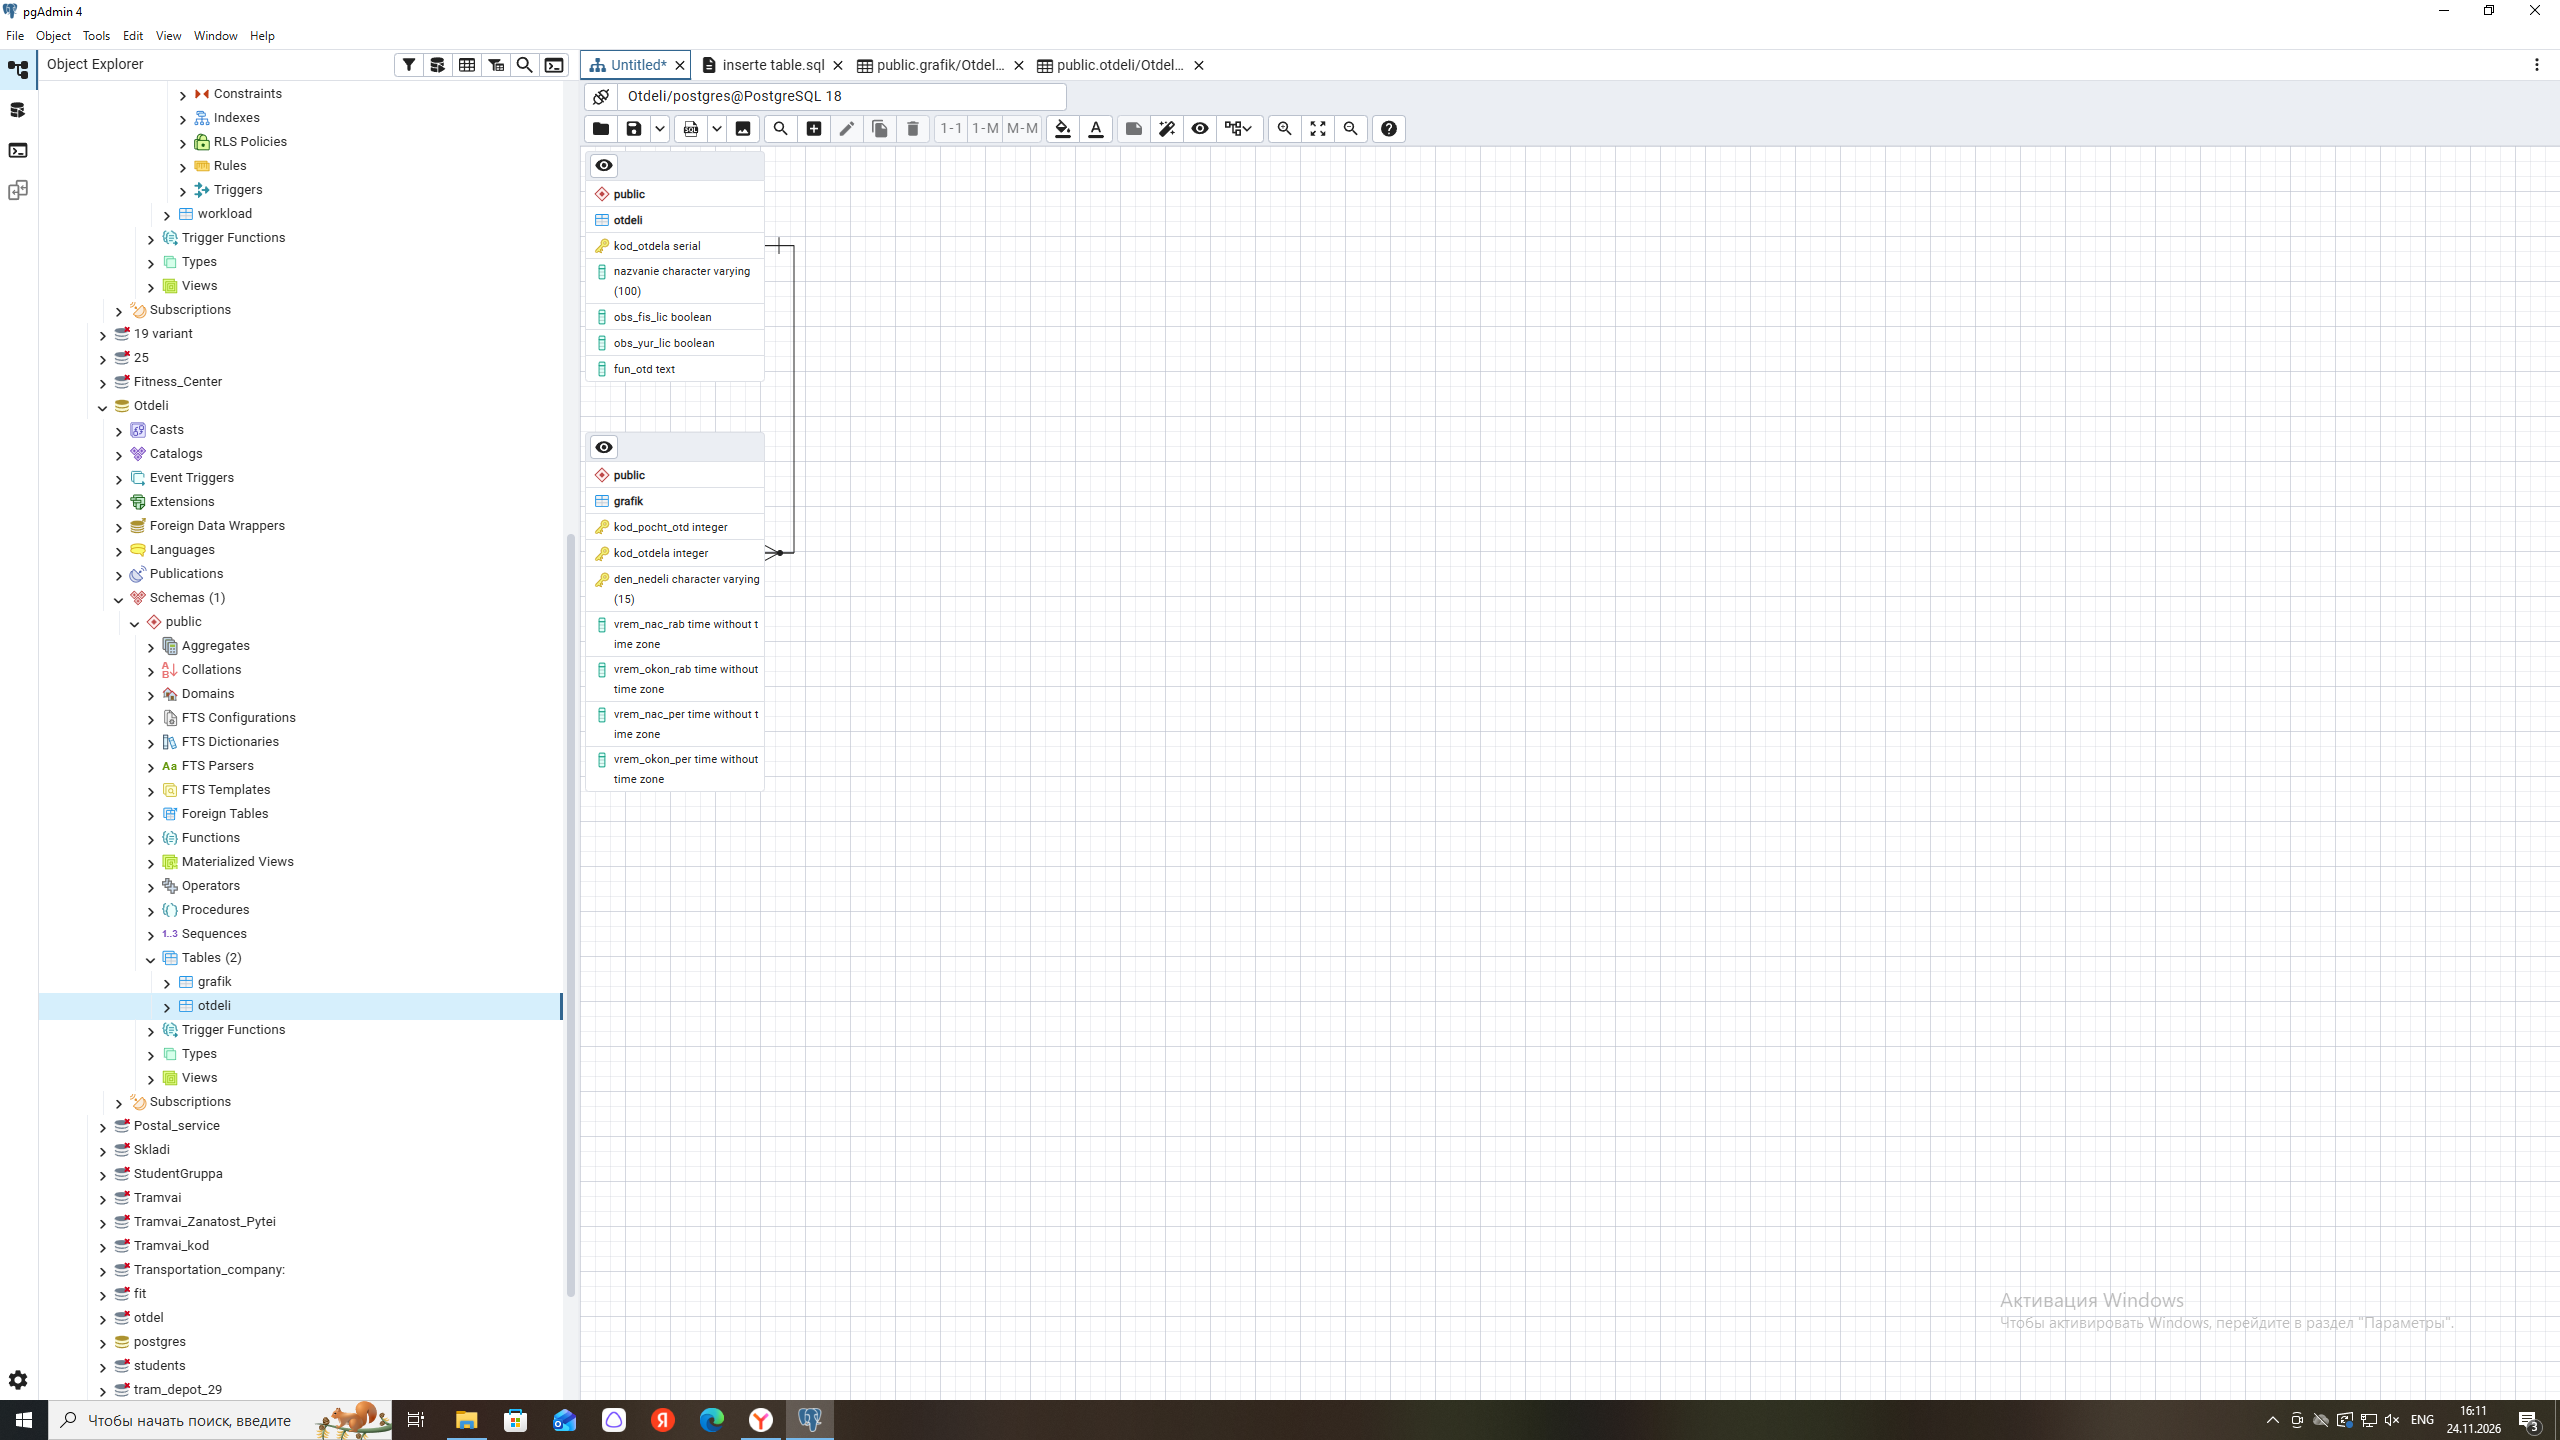 pgAdmin 4
File Object Tools Edit View Window Help
Object Explorer
Constraints
Indexes
RLS Policies
Rules
Triggers
workload
Trigger Functions
Types
Views
Subscriptions
19 variant
25
Fitness_Center
Otdeli
Casts
Catalogs
Event Triggers
Extensions
Foreign Data Wrappers
Languages
Publications
Schemas (1)
public
Aggregates
Collations
Domains
FTS Configurations
FTS Dictionaries
Aa FTS Parsers
FTS Templates
Foreign Tables
Functions
Materialized Views
Operators
Procedures
1..3 Sequences
Tables (2)
grafik
otdeli
Trigger Functions
Types
Views
Subscriptions
Postal_service
Skladi
StudentGruppa
Tramvai
Tramvai_Zanatost_Pytei
Tramvai_kod
Transportation_company:
fit
otdel
postgres
students
tram_depot_29
Untitled* inserte table.sql public.grafik/Otdel... public.otdeli/Otdel...
Otdeli/postgres@PostgreSQL 18
SQL 1-1 1-M M-M A
public
otdeli
kod_otdela serial
nazvanie character varying
(100)
obs_fis_lic boolean
obs_yur_lic boolean
fun_otd text
public
grafik
kod_pocht_otd integer
kod_otdela integer
den_nedeli character varying
(15)
vrem_nac_rab time without t
ime zone
vrem_okon_rab time without
time zone
vrem_nac_per time without t
ime zone
vrem_okon_per time without
time zone
Активация Windows
Чтобы активировать Windows, перейдите в раздел "Параметры".
Чтобы начать поиск, введите
Я
Y
ENG
16:11
24.11.2026
3